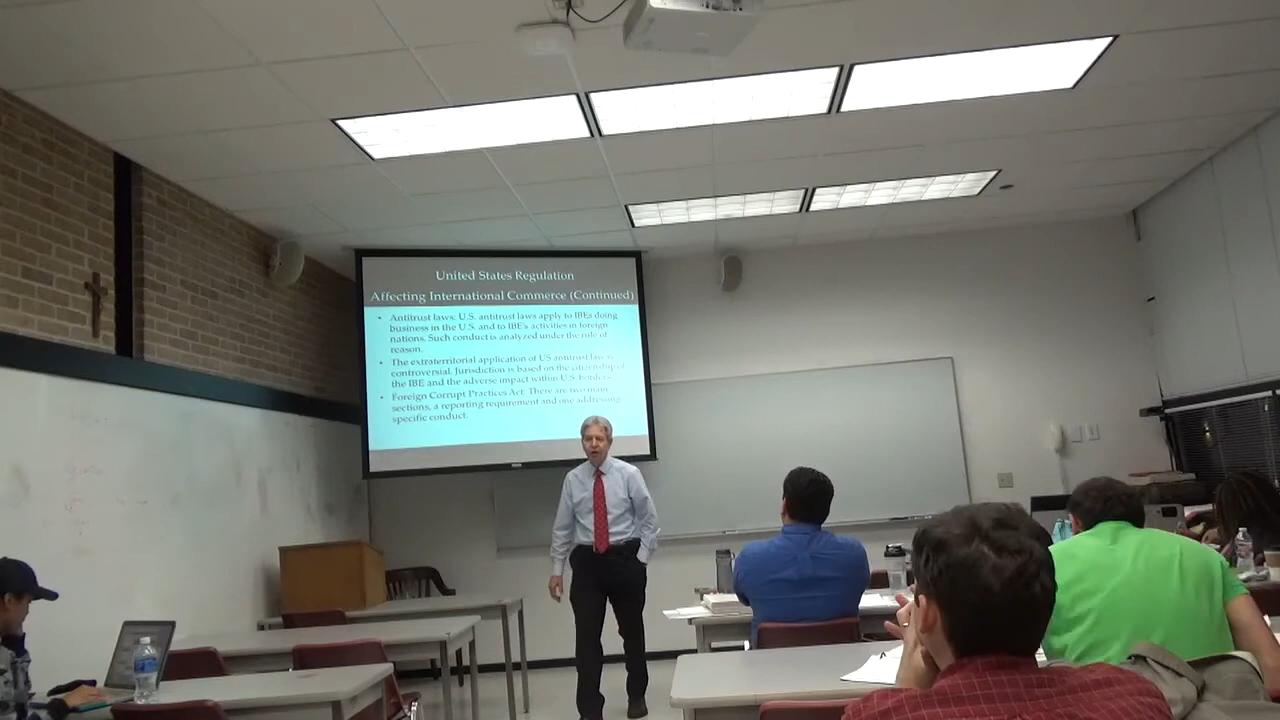 United States Regulation
Affecting International Commerce (Continued)
• Antitrust laws: U.S. antitrust laws apply to IBEs doing
business in the U.S. and to IBE's activities in foreign
nations. Such conduct is analyzed under the rule of
reason.
• The extraterritorial application of US antitrust law is
controversial. Jurisdiction is based on the citizenship of
the IBE and the adverse impact within U.S. borders.
• Foreign Corrupt Practices Act: There are two main
sections, a reporting requirement and one addressing
specific conduct.